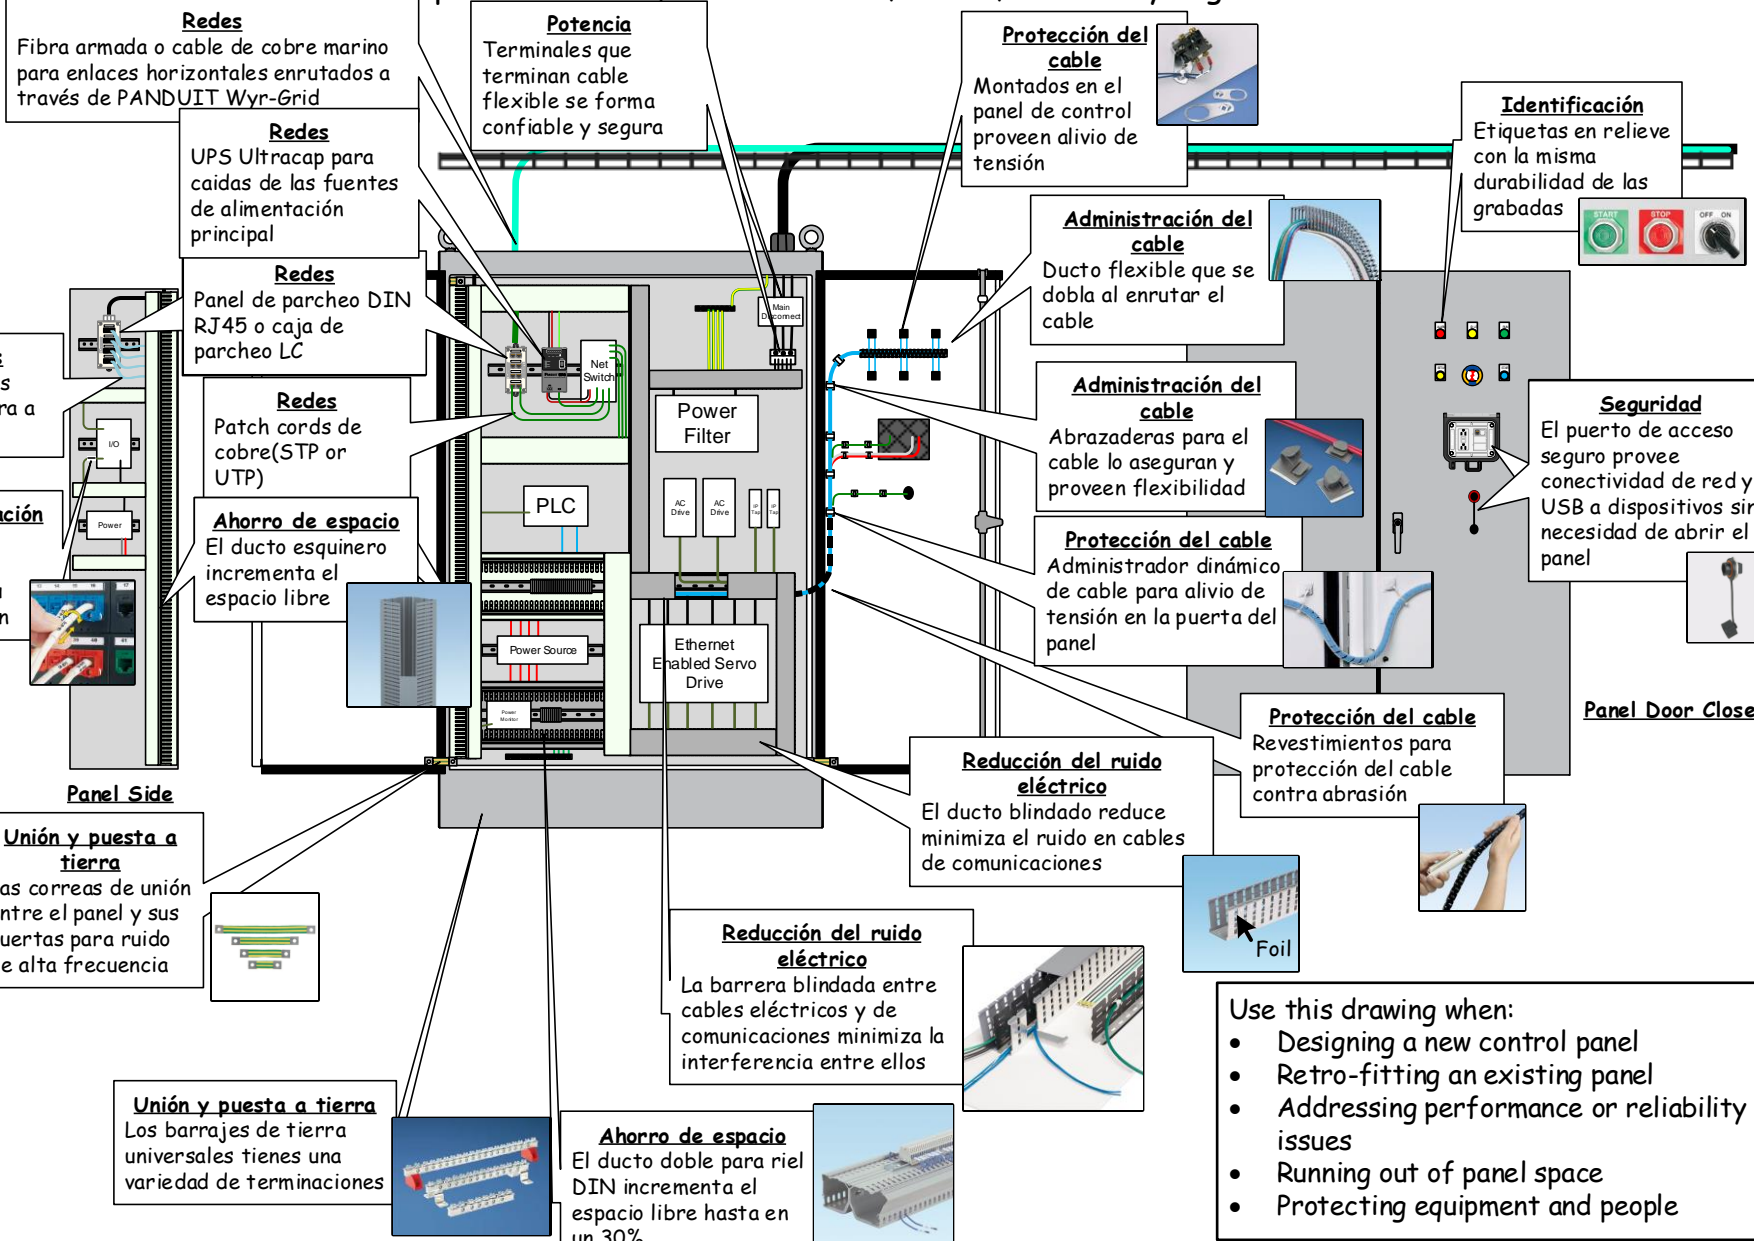 Redes
Fibra armada o cable de cobre marino
para enlaces horizontales enrutados a
través de PANDUIT Wyr-Grid
Potencia
Terminales que
terminan cable
flexible se forma
confiable y segura
Protección del
cable
Montados en el
panel de control
proveen alivio de
tensión
Identificación
Etiquetas en relieve
con la misma
durabilidad de las
grabadas
START
STOP
OFF ON
Redes
UPS Ultracap para
caidas de las fuentes
de alimentación
principal
Administración del
cable
Ducto flexible que se
dobla al enrutar el
cable
Redes
Panel de parcheo DIN
RJ45 o caja de
parcheo LC
Main
Disconnect
Net
Switch
Redes
Patch cords de
cobre(STP or
UTP)
Administración del
cable
Abrazaderas para el
cable lo aseguran y
proveen flexibilidad
Seguridad
El puerto de acceso
seguro provee
conectividad de red y
USB a dispositivos sin
necesidad de abrir el
panel
I/O
Power
Power
Filter
PLC
AC
Drive
AC
Drive
IP
Tap
IP
Tap
Ahorro de espacio
El ducto esquinero
incrementa el
espacio libre
Protección del cable
Administrador dinámico
de cable para alivio de
tensión en la puerta del
panel
Power Source
Ethernet
Enabled Servo
Drive
Power
Monitor
Panel Side
Panel Door Close
Protección del cable
Revestimientos para
protección del cable
contra abrasión
Reducción del ruido
eléctrico
El ducto blindado reduce
minimiza el ruido en cables
de comunicaciones
Foil
Unión y puesta a
tierra
as correas de unión
ntre el panel y sus
uertas para ruido
e alta frecuencia
Reducción del ruido
eléctrico
La barrera blindada entre
cables eléctricos y de
comunicaciones minimiza la
interferencia entre ellos
Unión y puesta a tierra
Los barrajes de tierra
universales tienes una
variedad de terminaciones
Ahorro de espacio
El ducto doble para riel
DIN incrementa el
espacio libre hasta en
un 30%
Use this drawing when:
• Designing a new control panel
• Retro-fitting an existing panel
• Addressing performance or reliability
issues
• Running out of panel space
• Protecting equipment and people